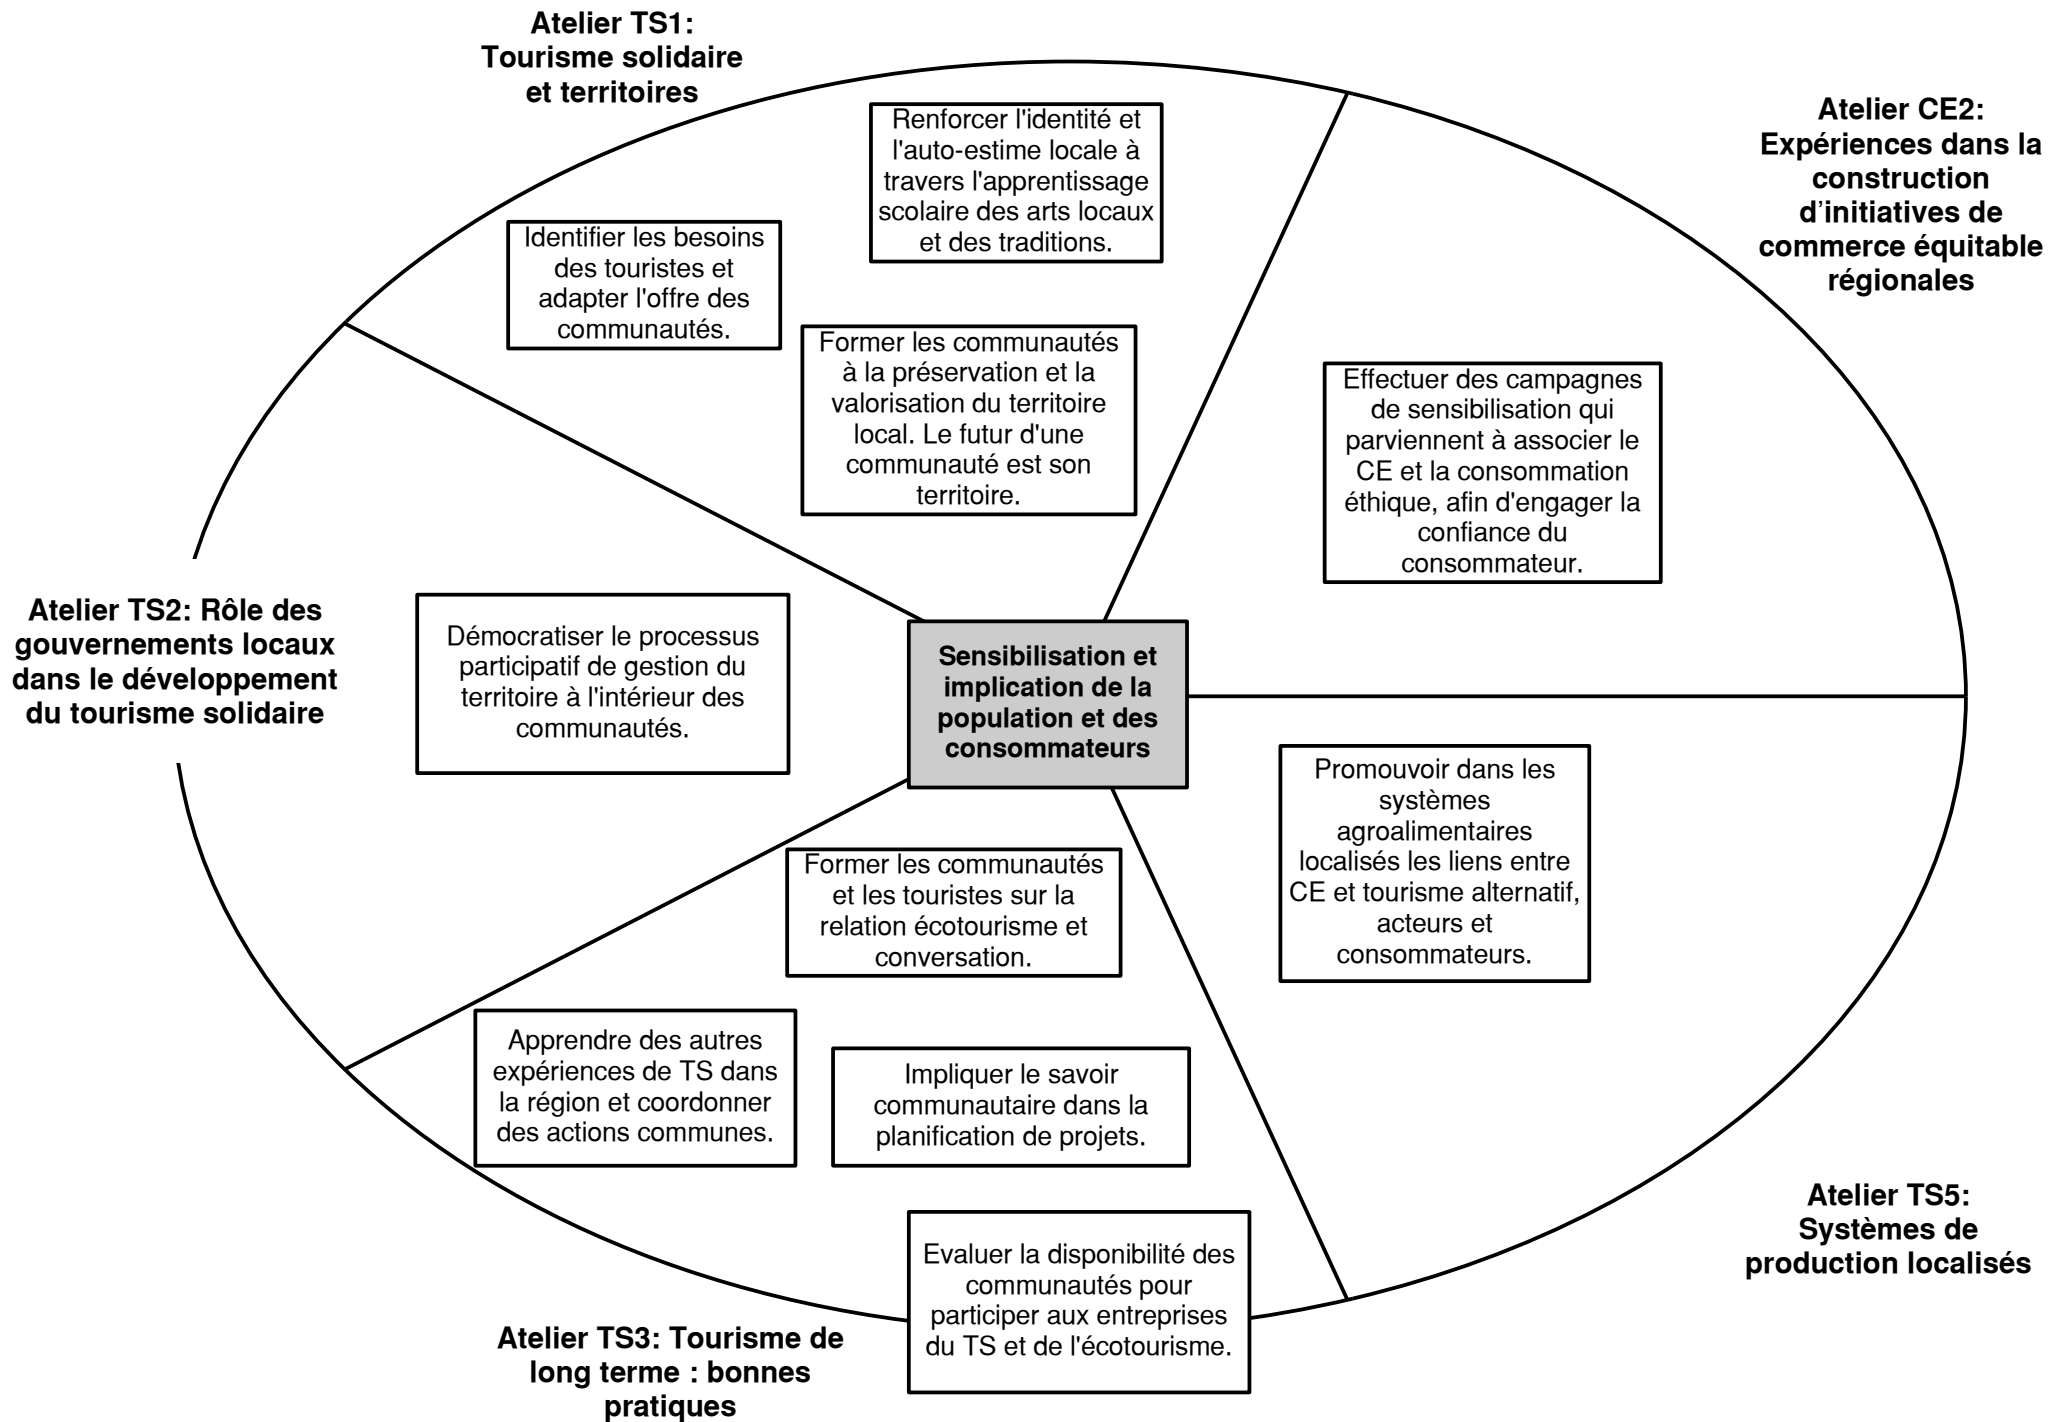 Atelier TS1:
Tourisme solidaire
et territoires
Renforcer l'identité et
l'auto-estime locale à
travers l'apprentissage
scolaire des arts locaux
et des traditions.
Identifier les besoins
des touristes et
adapter l'offre des
communautés.
Former les communautés
à la préservation et la
valorisation du territoire
local. Le futur d'une
communauté est son
territoire.
Atelier CE2:
Expériences dans la
construction
d’initiatives de
commerce équitable
régionales
Effectuer des campagnes
de sensibilisation qui
parviennent à associer le
CE et la consommation
éthique, afin d'engager la
confiance du
consommateur.
Atelier TS2: Rôle des
gouvernements locaux
dans le développement
du tourisme solidaire
Démocratiser le processus
participatif de gestion du
territoire à l'intérieur des
communautés.
Sensibilisation et
implication de la
population et des
consommateurs
Promouvoir dans les
systèmes
agroalimentaires
localisés les liens entre
CE et tourisme alternatif,
acteurs et
consommateurs.
Former les communautés
et les touristes sur la
relation écotourisme et
conversation.
Apprendre des autres
expériences de TS dans
la région et coordonner
des actions communes.
Impliquer le savoir
communautaire dans la
planification de projets.
Evaluer la disponibilité des
communautés pour
participer aux entreprises
du TS et de l'écotourisme.
Atelier TS5:
Systèmes de
production localisés
Atelier TS3: Tourisme de
long terme : bonnes
pratiques